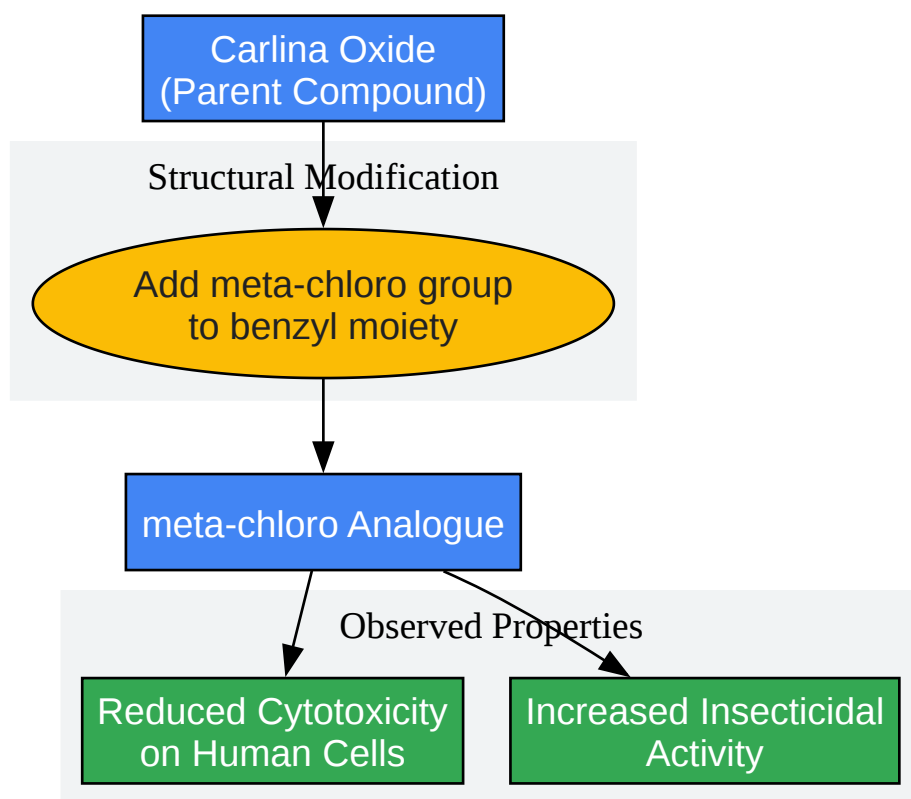 Carlina Oxide
(Parent Compound)
Structural Modification
Add meta-chloro group
to benzyl moiety
meta-chloro Analogue
Observed Properties
Reduced Cytotoxicity
on Human Cells
Increased Insecticidal
Activity